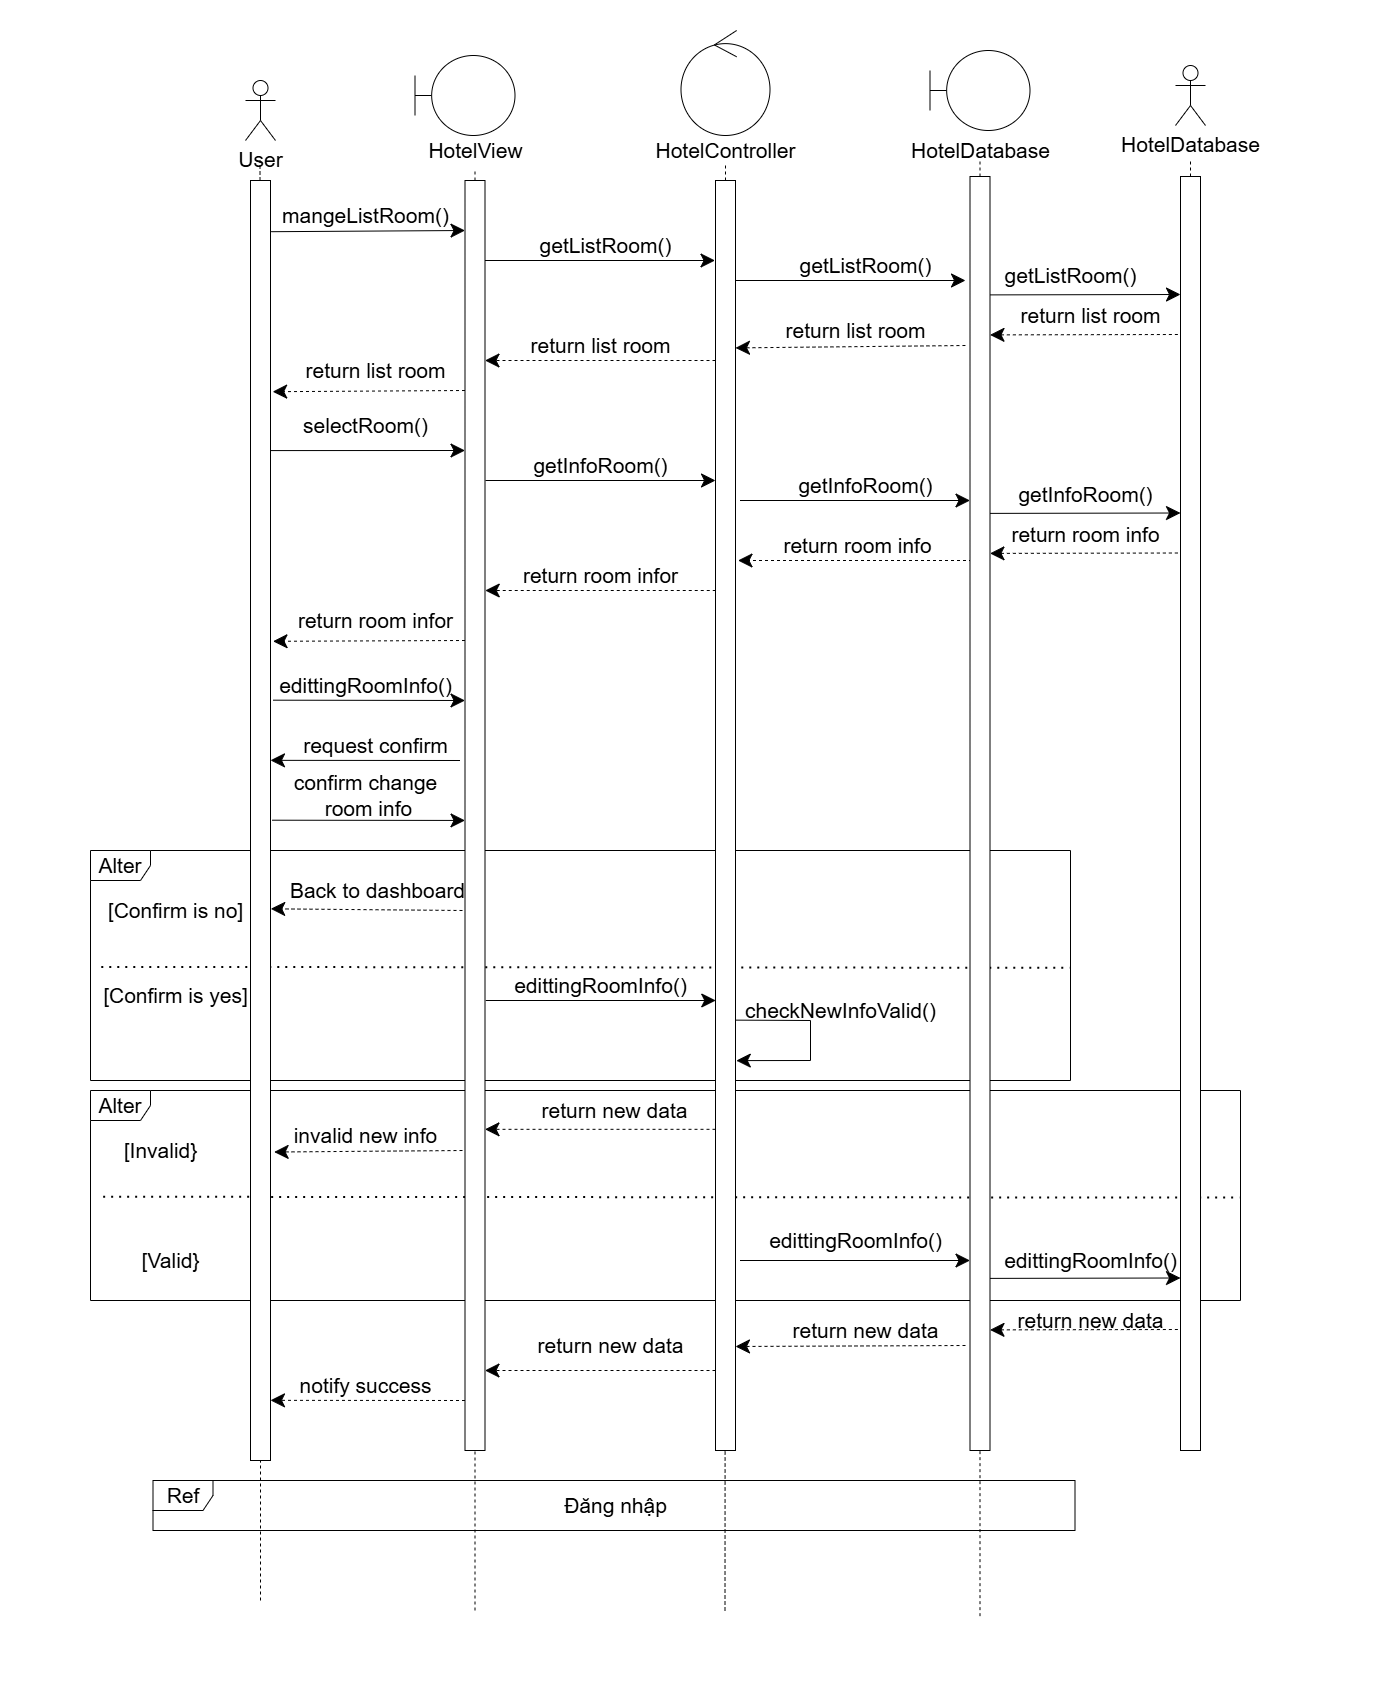 User
HotelView
HotelController
HotelDatabase
HotelDatabase
mangeListRoom()
getListRoom()
getListRoom()
getListRoom()
return list room
return list room
return list room
return list room
selectRoom()
getInfoRoom()
getInfoRoom()
getInfoRoom()
return room info
return room info
return room infor
return room infor
edittingRoomInfo()
request confirm
confirm change
room info
Alter
Back to dashboard
[Confirm is no]
[Confirm is yes]
edittingRoomInfo()
checkNewInfoValid()
Alter
return new data
invalid new info
[Invalid}
edittingRoomInfo()
[Valid}
edittingRoomInfo()
return new data
return new data
return new data
notify success
Ref
Đăng nhập